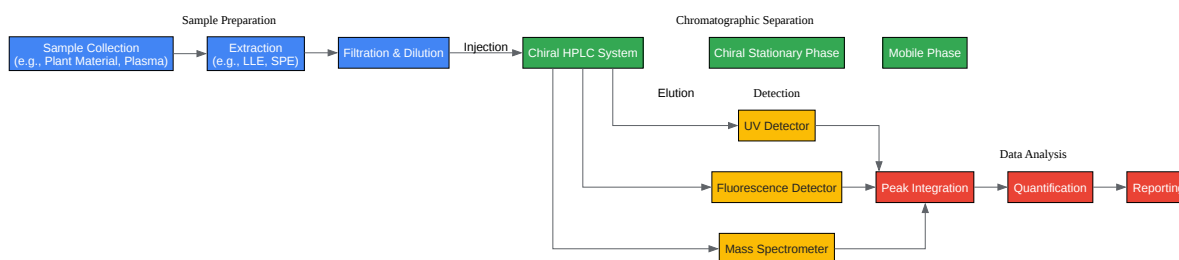 Sample Preparation
Chromatographic Separation
Sample Collection
(e.g., Plant Material, Plasma)
Extraction
(e.g., LLE, SPE)
Filtration & Dilution
Injection
Chiral HPLC System
Chiral Stationary Phase
Mobile Phase
Elution
Detection
UV Detector
Data Analysis
Fluorescence Detector
Peak Integration
Quantification
Reporting
Mass Spectrometer